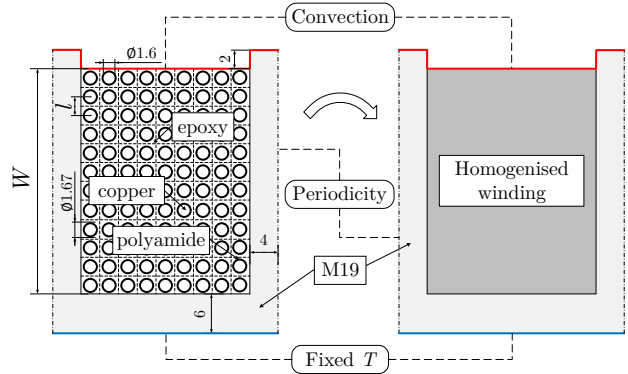 Convection
Ø1.6
2
l
epoxy
W
Homogenised
winding
copper
Periodicity
Ø1.67
polyamide
4
M19
6
Fixed T